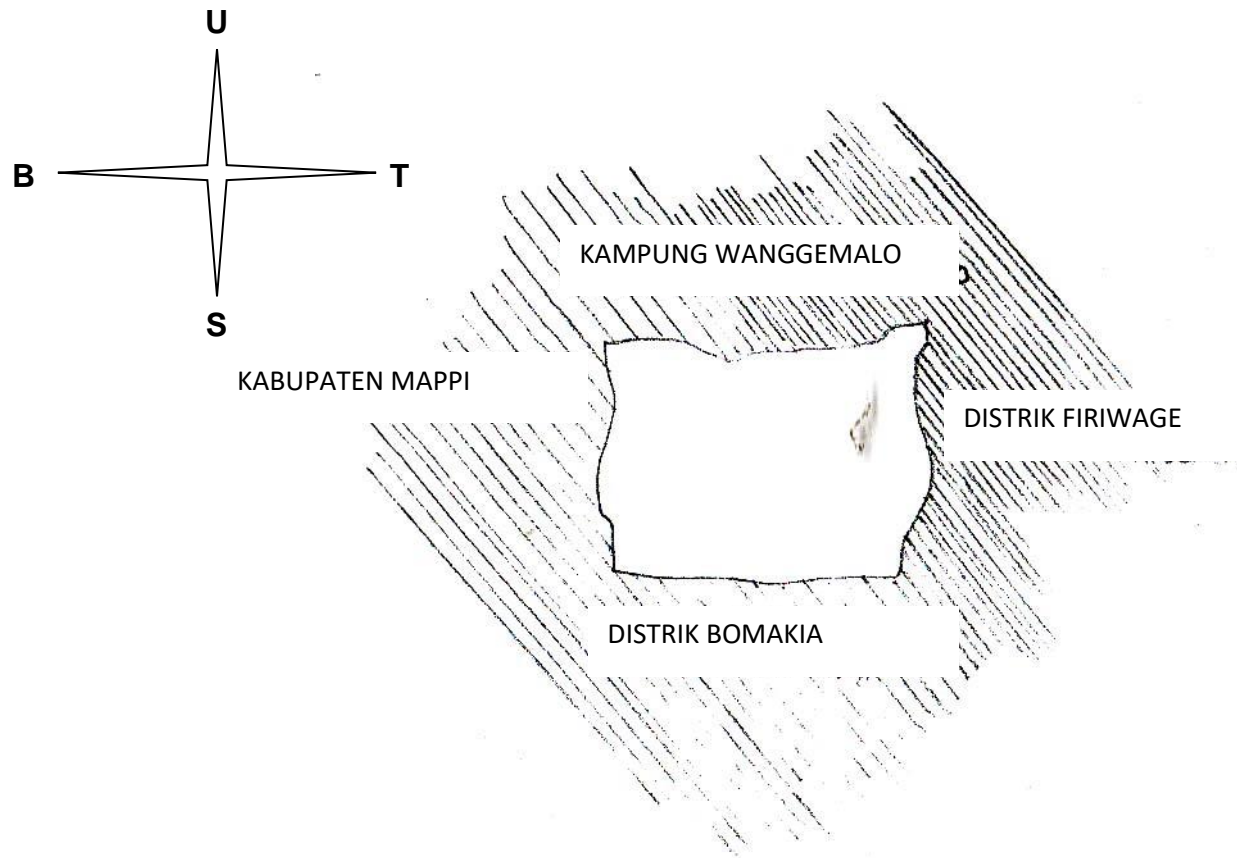 U
B
T
S
KAMPUNG WANGGEMALO
KABUPATEN MAPPI
DISTRIK FIRIWAGE
DISTRIK BOMAKIA